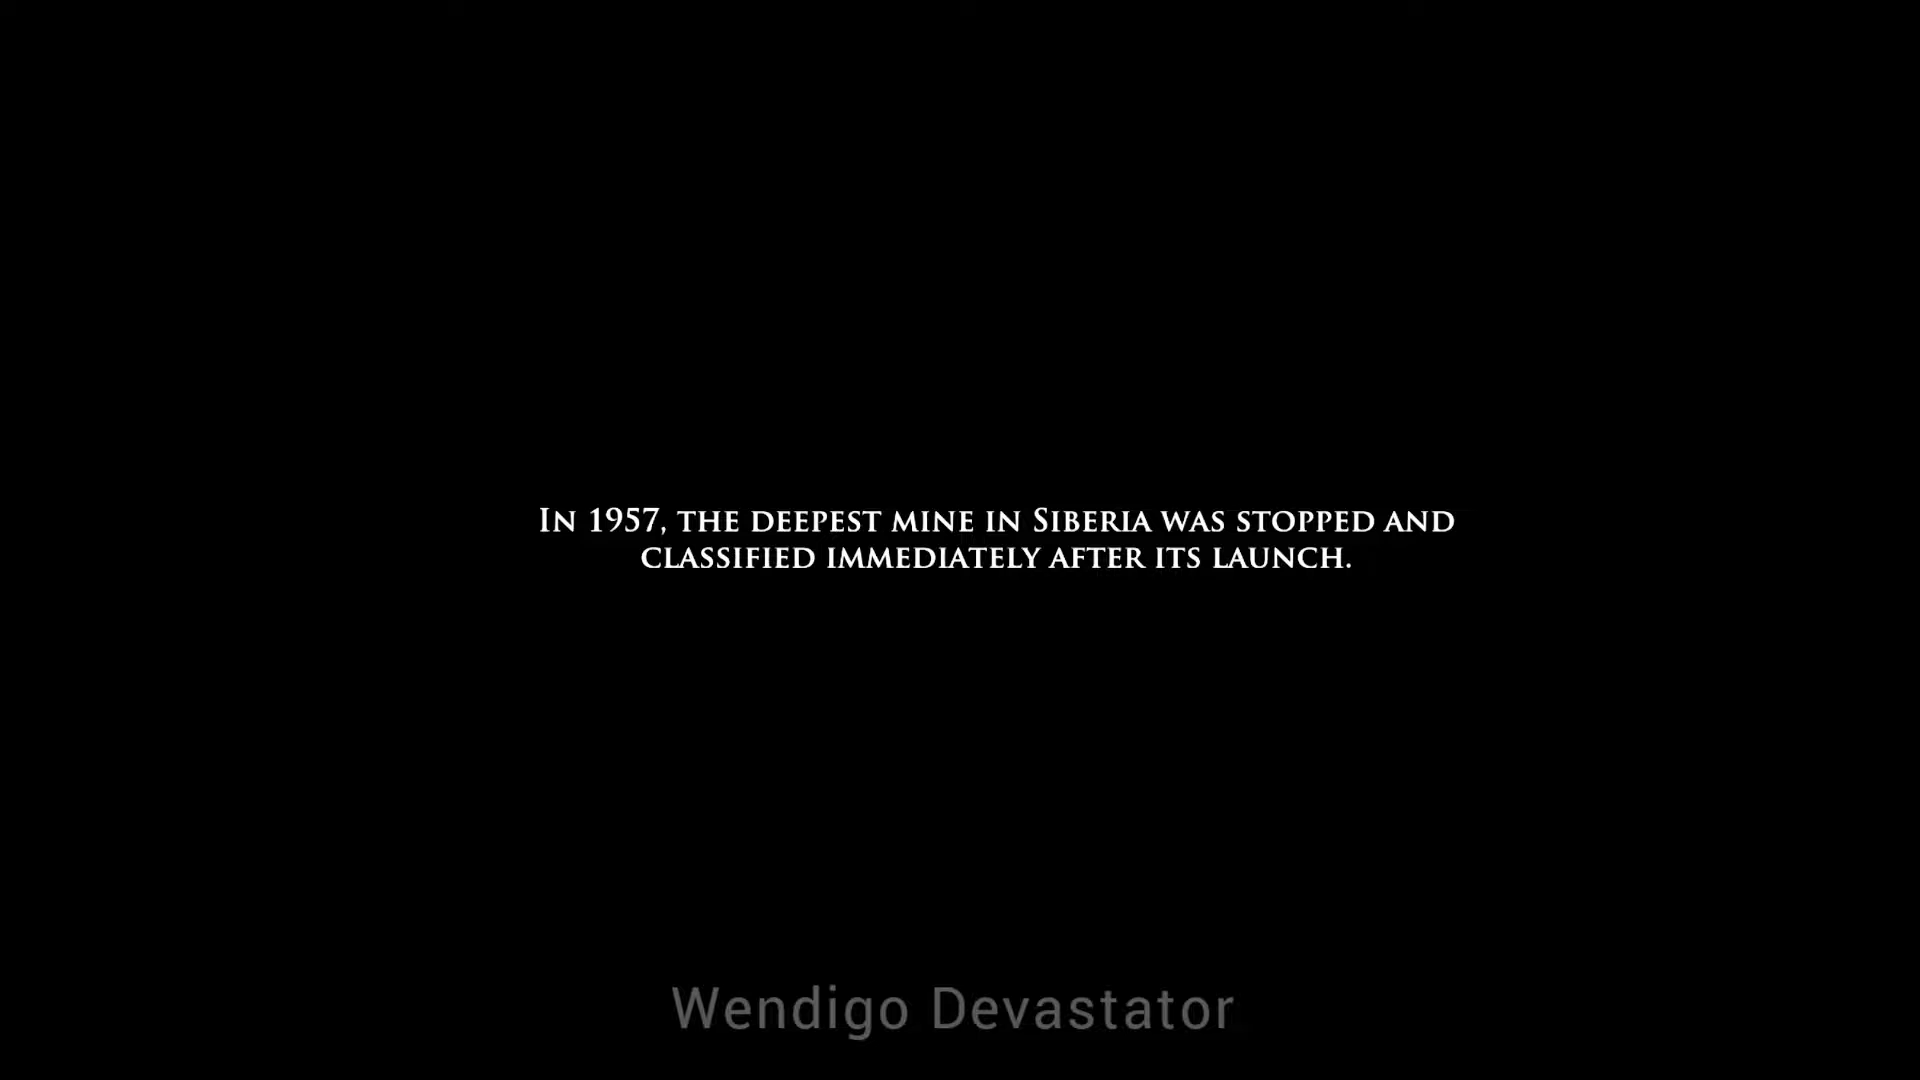 In 1957, the deepest mine in Siberia was stopped and
classified immediately after its launch.
Wendigo Devastator